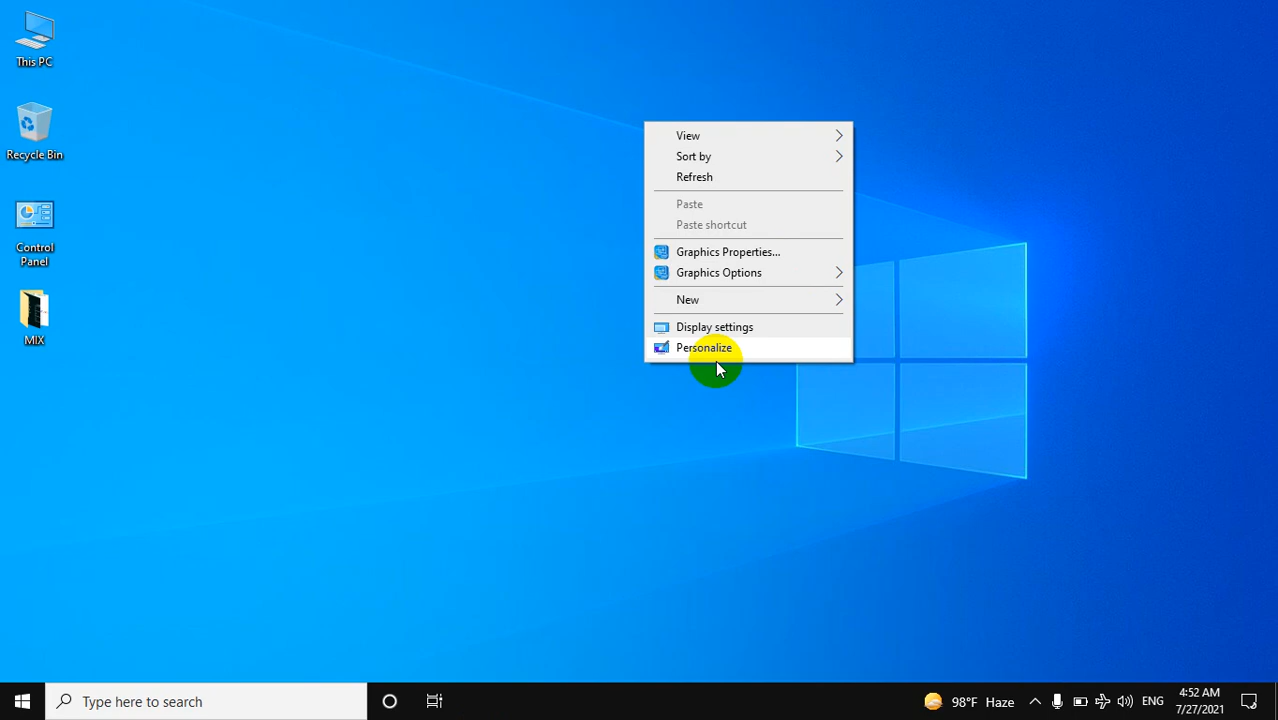 This PC
Recycle Bin
Control
Panel
MIX
View
Sort by
Refresh
Paste
Paste shortcut
Graphics Properties...
Graphics Options
New
Display settings
Personalize
Type here to search
98°F Haze
ENG
4:52 AM
7/27/2021